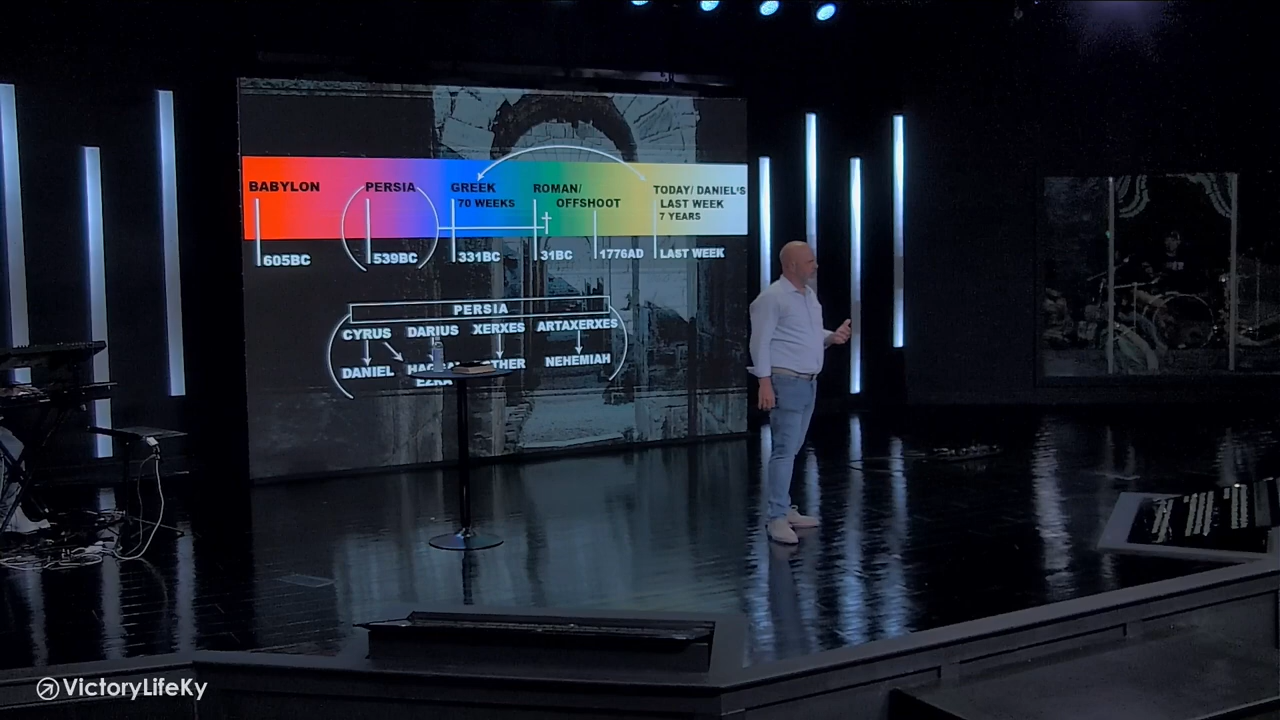 BABYLON
PERSIA
GREEK
70 WEEKS
ROMAN/
OFFSHOOT
TODAY/ DANIEL'S
LAST WEEK
7 YEARS
605BC
539BC
331BC
31BC
1776AD
LAST WEEK
PERSIA
CYRUS DARIUS XERXES ARTAXERXES
DANIEL NEHEMIAH
EZRA
VictoryLifeKy